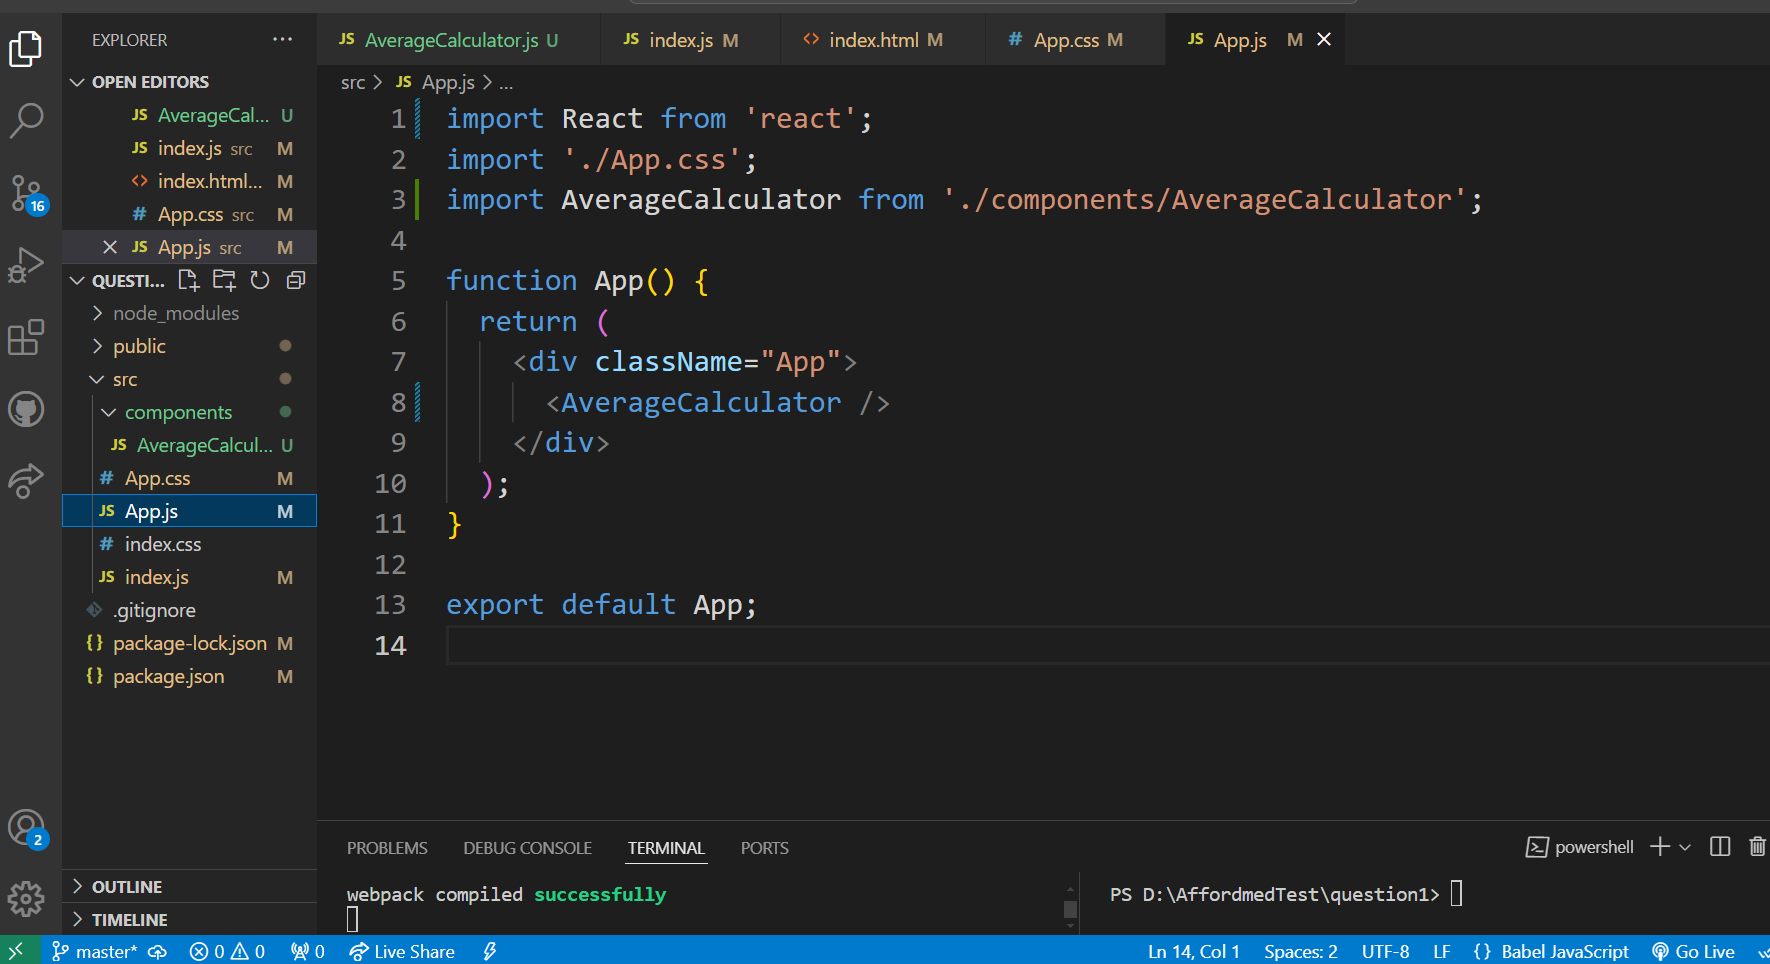 EXPLORER ...
OPEN EDITORS
JS AverageCal... U
JS index.js src M
<> index.html... M
# App.css src M
JS App.js src M
QUESTI...
node_modules
public
src
components
JS AverageCalcul... U
# App.css M
JS App.js M
# index.css
JS index.js M
.gitignore
{} package-lock.json M
{} package.json M
OUTLINE
TIMELINE
16
2
JS AverageCalculator.js U JS index.js M <> index.html M # App.css M JS App.js M
src > JS App.js > ...
1 import React from 'react';
2 import './App.css';
3 import AverageCalculator from './components/AverageCalculator';
4
5 function App() {
6 return (
7 <div className="App">
8 <AverageCalculator />
9 </div>
10 );
11 }
12
13 export default App;
14
PROBLEMS DEBUG CONSOLE TERMINAL PORTS powershell
webpack compiled successfully
PS D:\AffordmedTest\question1>
master* 0 0 0 Live Share Ln 14, Col 1 Spaces: 2 UTF-8 LF {} Babel JavaScript Go Live